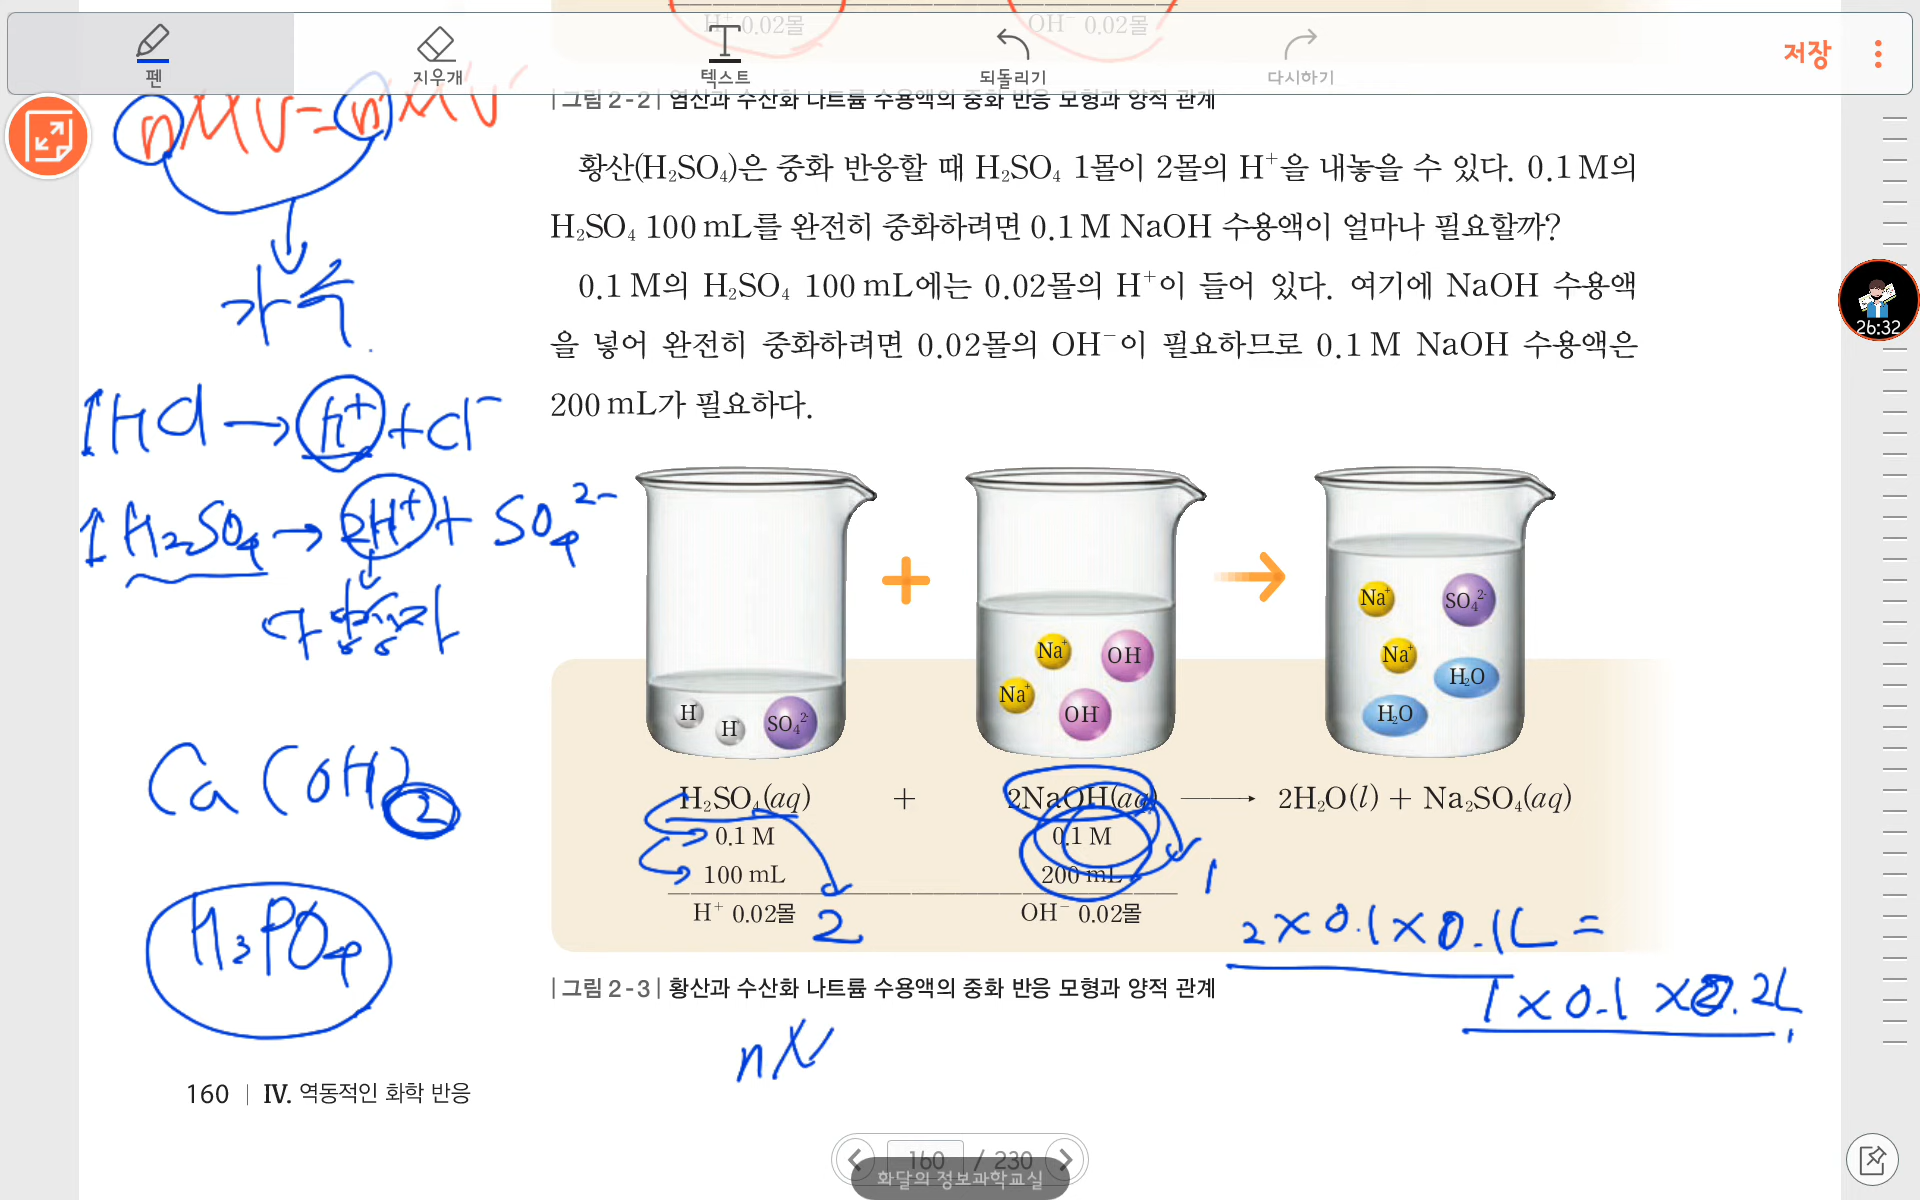 H⁺ 0.02몰 OH⁻ 0.02몰
펜 지우개 텍스트 되돌리기 다시하기 저장
| 그림 2-2 | 염산과 수산화 나트륨 수용액의 중화 반응 모형과 양적 관계
nMV = n'M'V'
가수
황산(H₂SO₄)은 중화 반응할 때 H₂SO₄ 1몰이 2몰의 H⁺을 내놓을 수 있다. 0.1 M의
H₂SO₄ 100 mL를 완전히 중화하려면 0.1 M NaOH 수용액이 얼마나 필요할까?
0.1 M의 H₂SO₄ 100 mL에는 0.02몰의 H⁺이 들어 있다. 여기에 NaOH 수용액
을 넣어 완전히 중화하려면 0.02몰의 OH⁻이 필요하므로 0.1 M NaOH 수용액은
200 mL가 필요하다.
26:32
1HCl → H⁺ + Cl⁻
1H₂SO₄ → 2H⁺ + SO₄²⁻
Ca(OH)₂
H₃PO₄
H H SO₄²⁻
Na⁺ OH
Na⁺ OH
Na⁺ SO₄²⁻
Na⁺ H₂O
H₂O
H₂SO₄(aq) + 2NaOH(aq) → 2H₂O(l) + Na₂SO₄(aq)
0.1 M 0.1 M
100 mL 200 mL 1
H⁺ 0.02몰 2 OH⁻ 0.02몰
2 × 0.1 × 0.1L =
1 × 0.1 × 0.2L
| 그림 2-3 | 황산과 수산화 나트륨 수용액의 중화 반응 모형과 양적 관계
160 | IV. 역동적인 화학 반응
160 / 230
화달의 정보과학교실